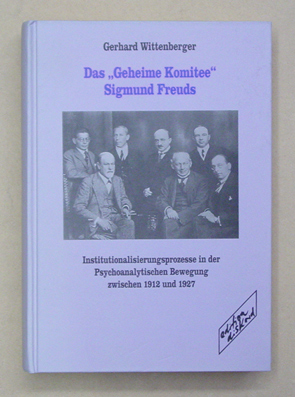 Gerhard Wittenberger
Das „Geheime Komitee“
Sigmund Freuds
Institutionalisierungsprozesse in der
Psychoanalytischen Bewegung
zwischen 1912 und 1927
edition
diskord